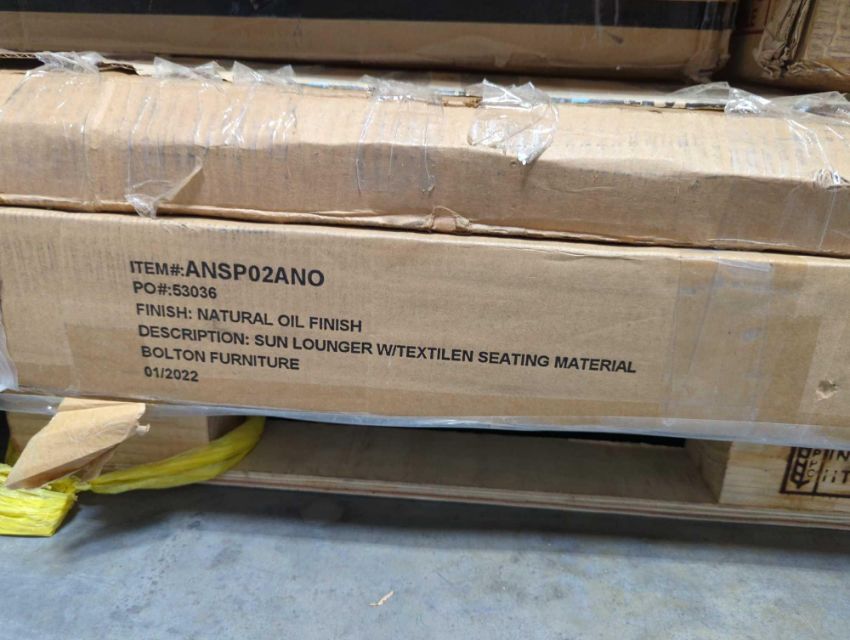 ITEM#:ANSP02ANO
PO#:53036
FINISH: NATURAL OIL FINISH
DESCRIPTION: SUN LOUNGER W/TEXTILEN SEATING MATERIAL
BOLTON FURNITURE
01/2022